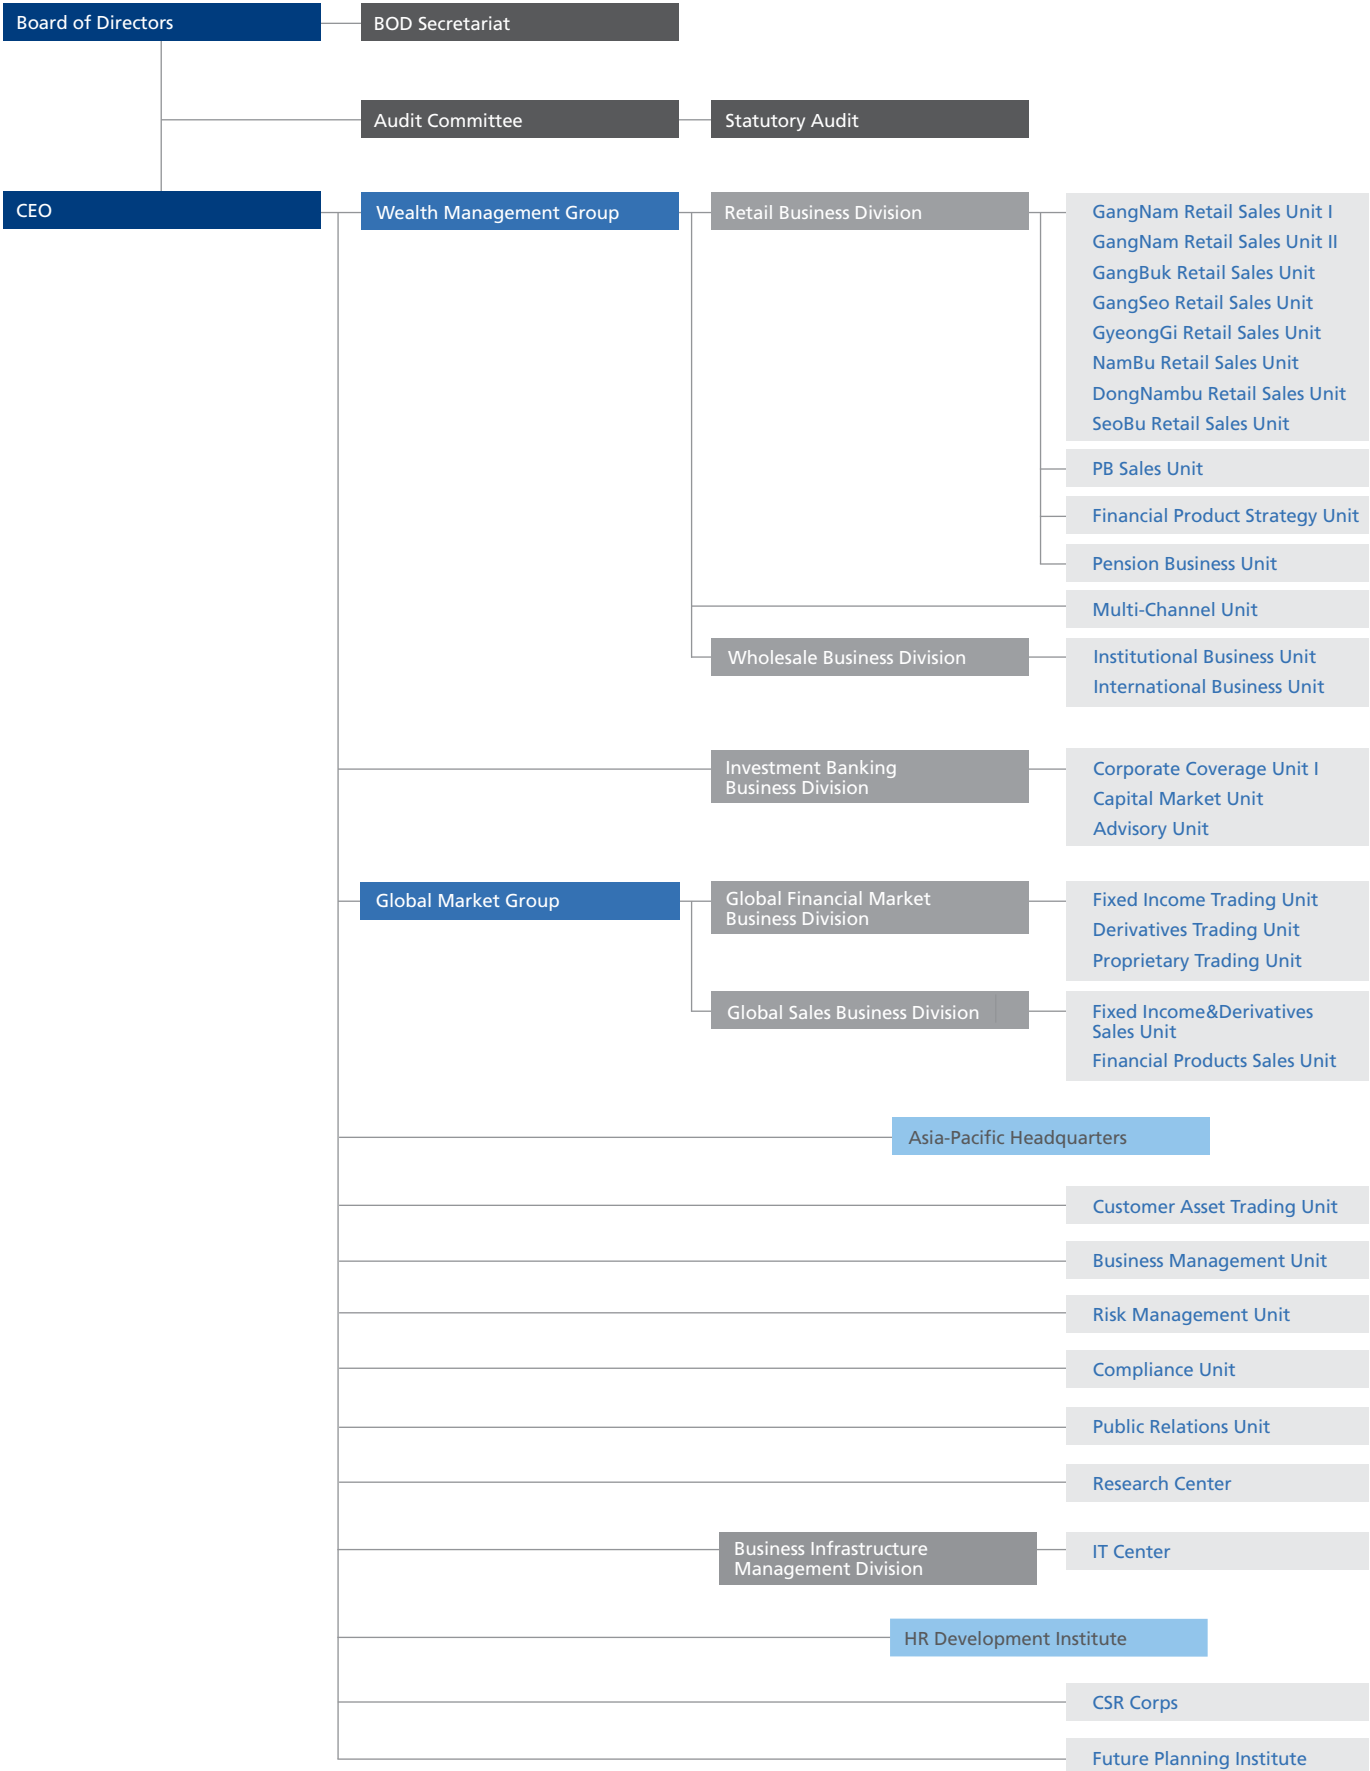 Board of Directors
BOD Secretariat
Audit Committee
Statutory Audit
CEO
Wealth Management Group
Retail Business Division
GangNam Retail Sales Unit I
GangNam Retail Sales Unit II
GangBuk Retail Sales Unit
GangSeo Retail Sales Unit
GyeongGi Retail Sales Unit
NamBu Retail Sales Unit
DongNambu Retail Sales Unit
SeoBu Retail Sales Unit
PB Sales Unit
Financial Product Strategy Unit
Pension Business Unit
Multi-Channel Unit
Wholesale Business Division
Institutional Business Unit
International Business Unit
Investment Banking
Business Division
Corporate Coverage Unit I
Capital Market Unit
Advisory Unit
Global Market Group
Global Financial Market
Business Division
Fixed Income Trading Unit
Derivatives Trading Unit
Proprietary Trading Unit
Global Sales Business Division
Fixed Income&Derivatives
Sales Unit
Financial Products Sales Unit
Asia-Pacific Headquarters
Customer Asset Trading Unit
Business Management Unit
Risk Management Unit
Compliance Unit
Public Relations Unit
Research Center
Business Infrastructure
Management Division
IT Center
HR Development Institute
CSR Corps
Future Planning Institute